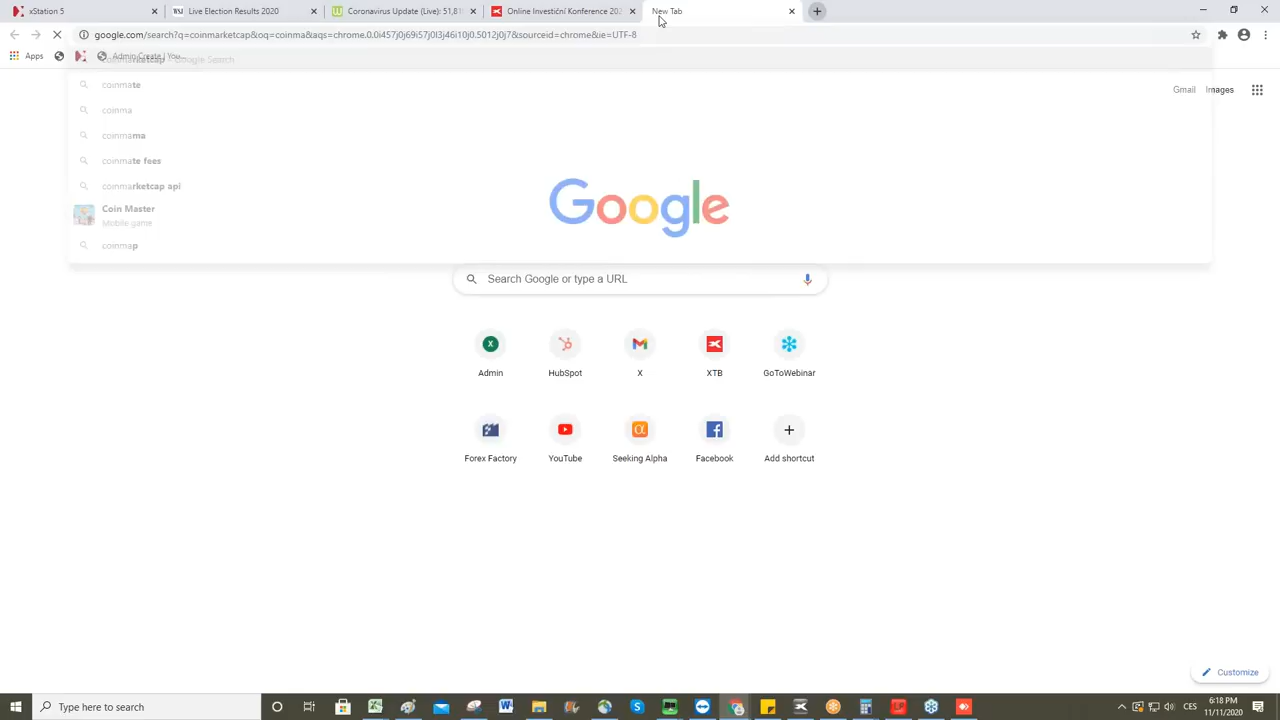 xStation 5
Live Election Results 2020
Coronavirus Update (Live): 51,81
Online Investiční Konference 202
New Tab
google.com/search?q=coinmarketcap&oq=coinma&aqs=chrome.0.0i457j0j69i57j0l3j46i10j0.5012j0j7&sourceid=chrome&ie=UTF-8
Apps
Admin Create | You...
coinmarketcap - Google Search
coinmate
coinma
coinmama
coinmate fees
coinmarketcap api
Coin Master
Mobile game
coinmap
Gmail
Images
Google
Search Google or type a URL
Admin
HubSpot
X
XTB
GoToWebinar
Forex Factory
YouTube
Seeking Alpha
Facebook
Add shortcut
Customize
Type here to search
CES
6:18 PM
11/11/2020